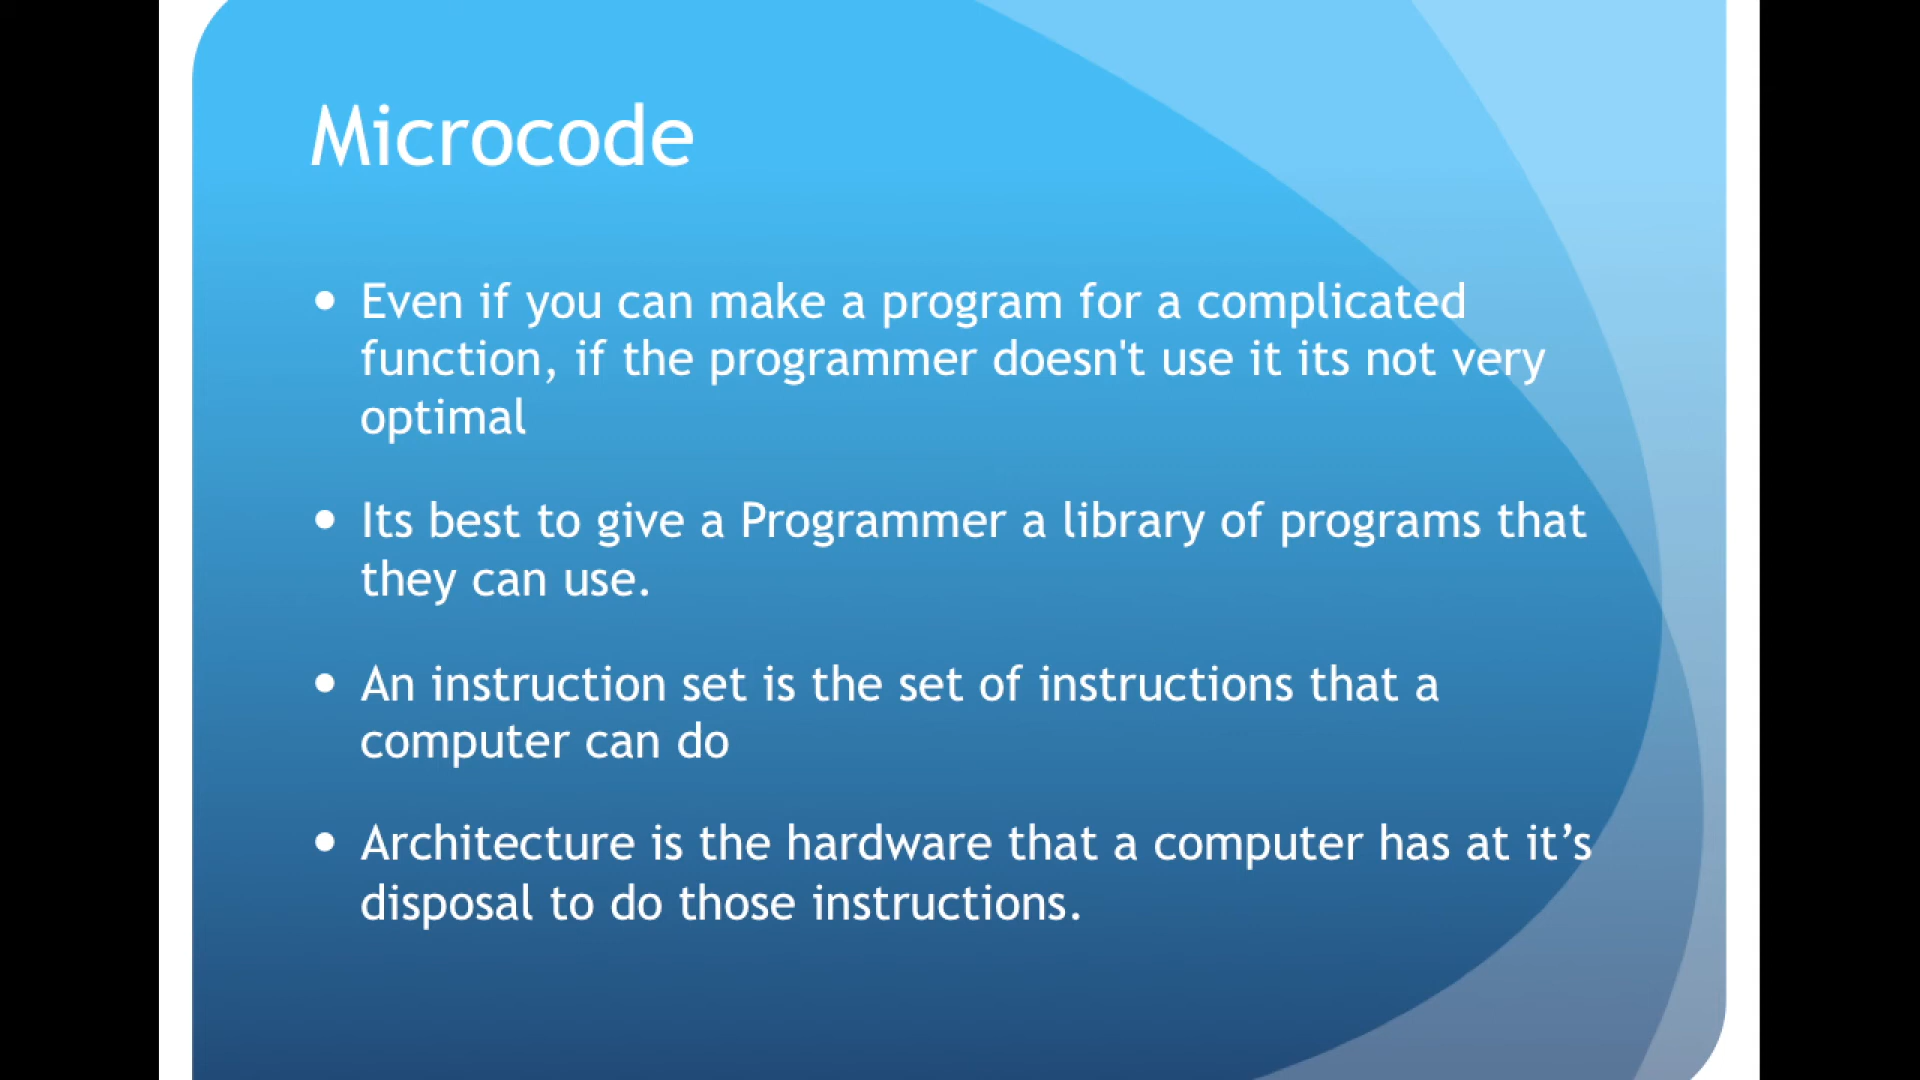 Microcode
• Even if you can make a program for a complicated
function, if the programmer doesn't use it its not very
optimal
• Its best to give a Programmer a library of programs that
they can use.
• An instruction set is the set of instructions that a
computer can do
• Architecture is the hardware that a computer has at it’s
disposal to do those instructions.